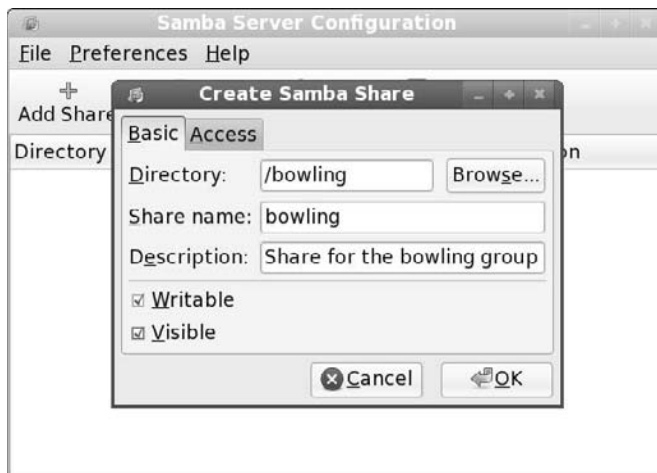 Samba Server Configuration
File Preferences Help
Add Share
Directory
Create Samba Share
Basic Access
Directory: /bowling Browse...
Share name: bowling
Description: Share for the bowling group
Writable
Visible
Cancel OK